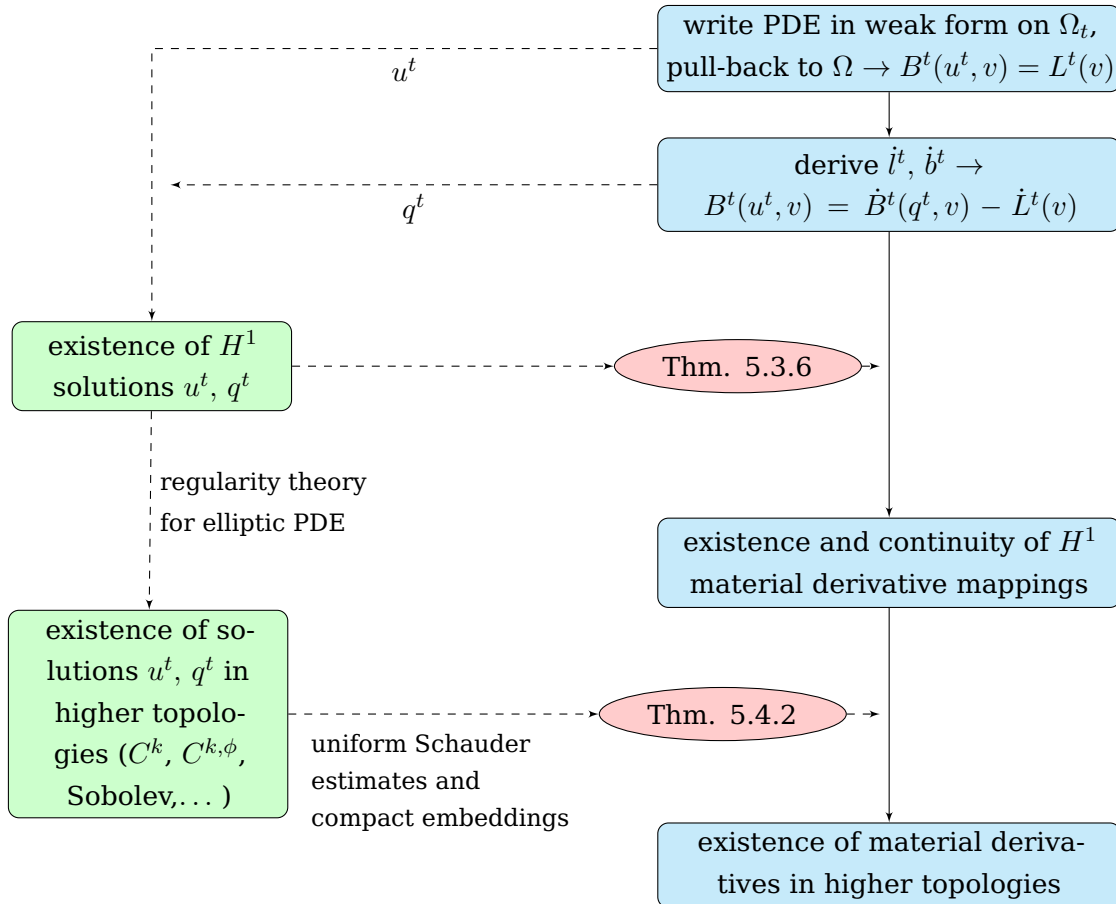 write PDE in weak form on Ω_t,
pull-back to Ω → B^t(u^t, v) = L^t(v)
u^t
derive l̇^t, ḃ^t →
B^t(u^t, v) = Ḃ^t(q^t, v) − L̇^t(v)
q^t
existence of H^1
solutions u^t, q^t
Thm. 5.3.6
regularity theory
for elliptic PDE
existence and continuity of H^1
material derivative mappings
existence of so-
lutions u^t, q^t in
higher topolo-
gies (C^k, C^{k,ϕ},
Sobolev,... )
Thm. 5.4.2
uniform Schauder
estimates and
compact embeddings
existence of material deriva-
tives in higher topologies